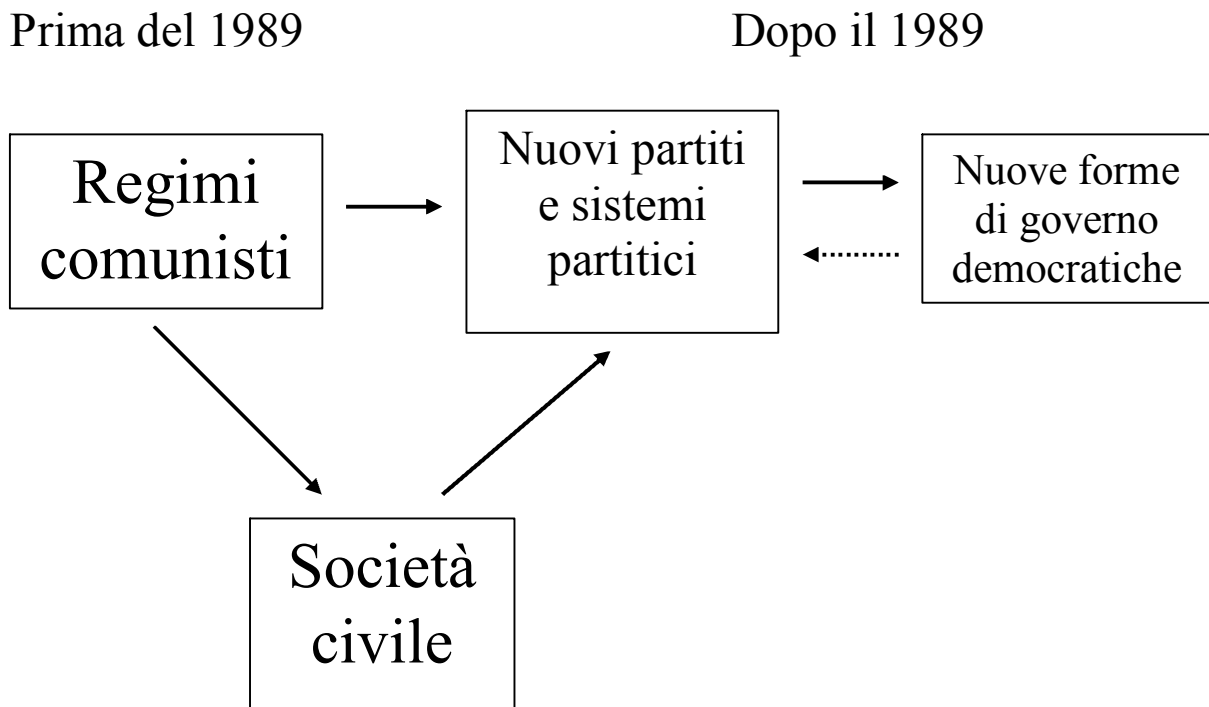 Prima del 1989
Dopo il 1989
Regimi
comunisti
Nuovi partiti
e sistemi
partitici
Nuove forme
di governo
democratiche
Società
civile